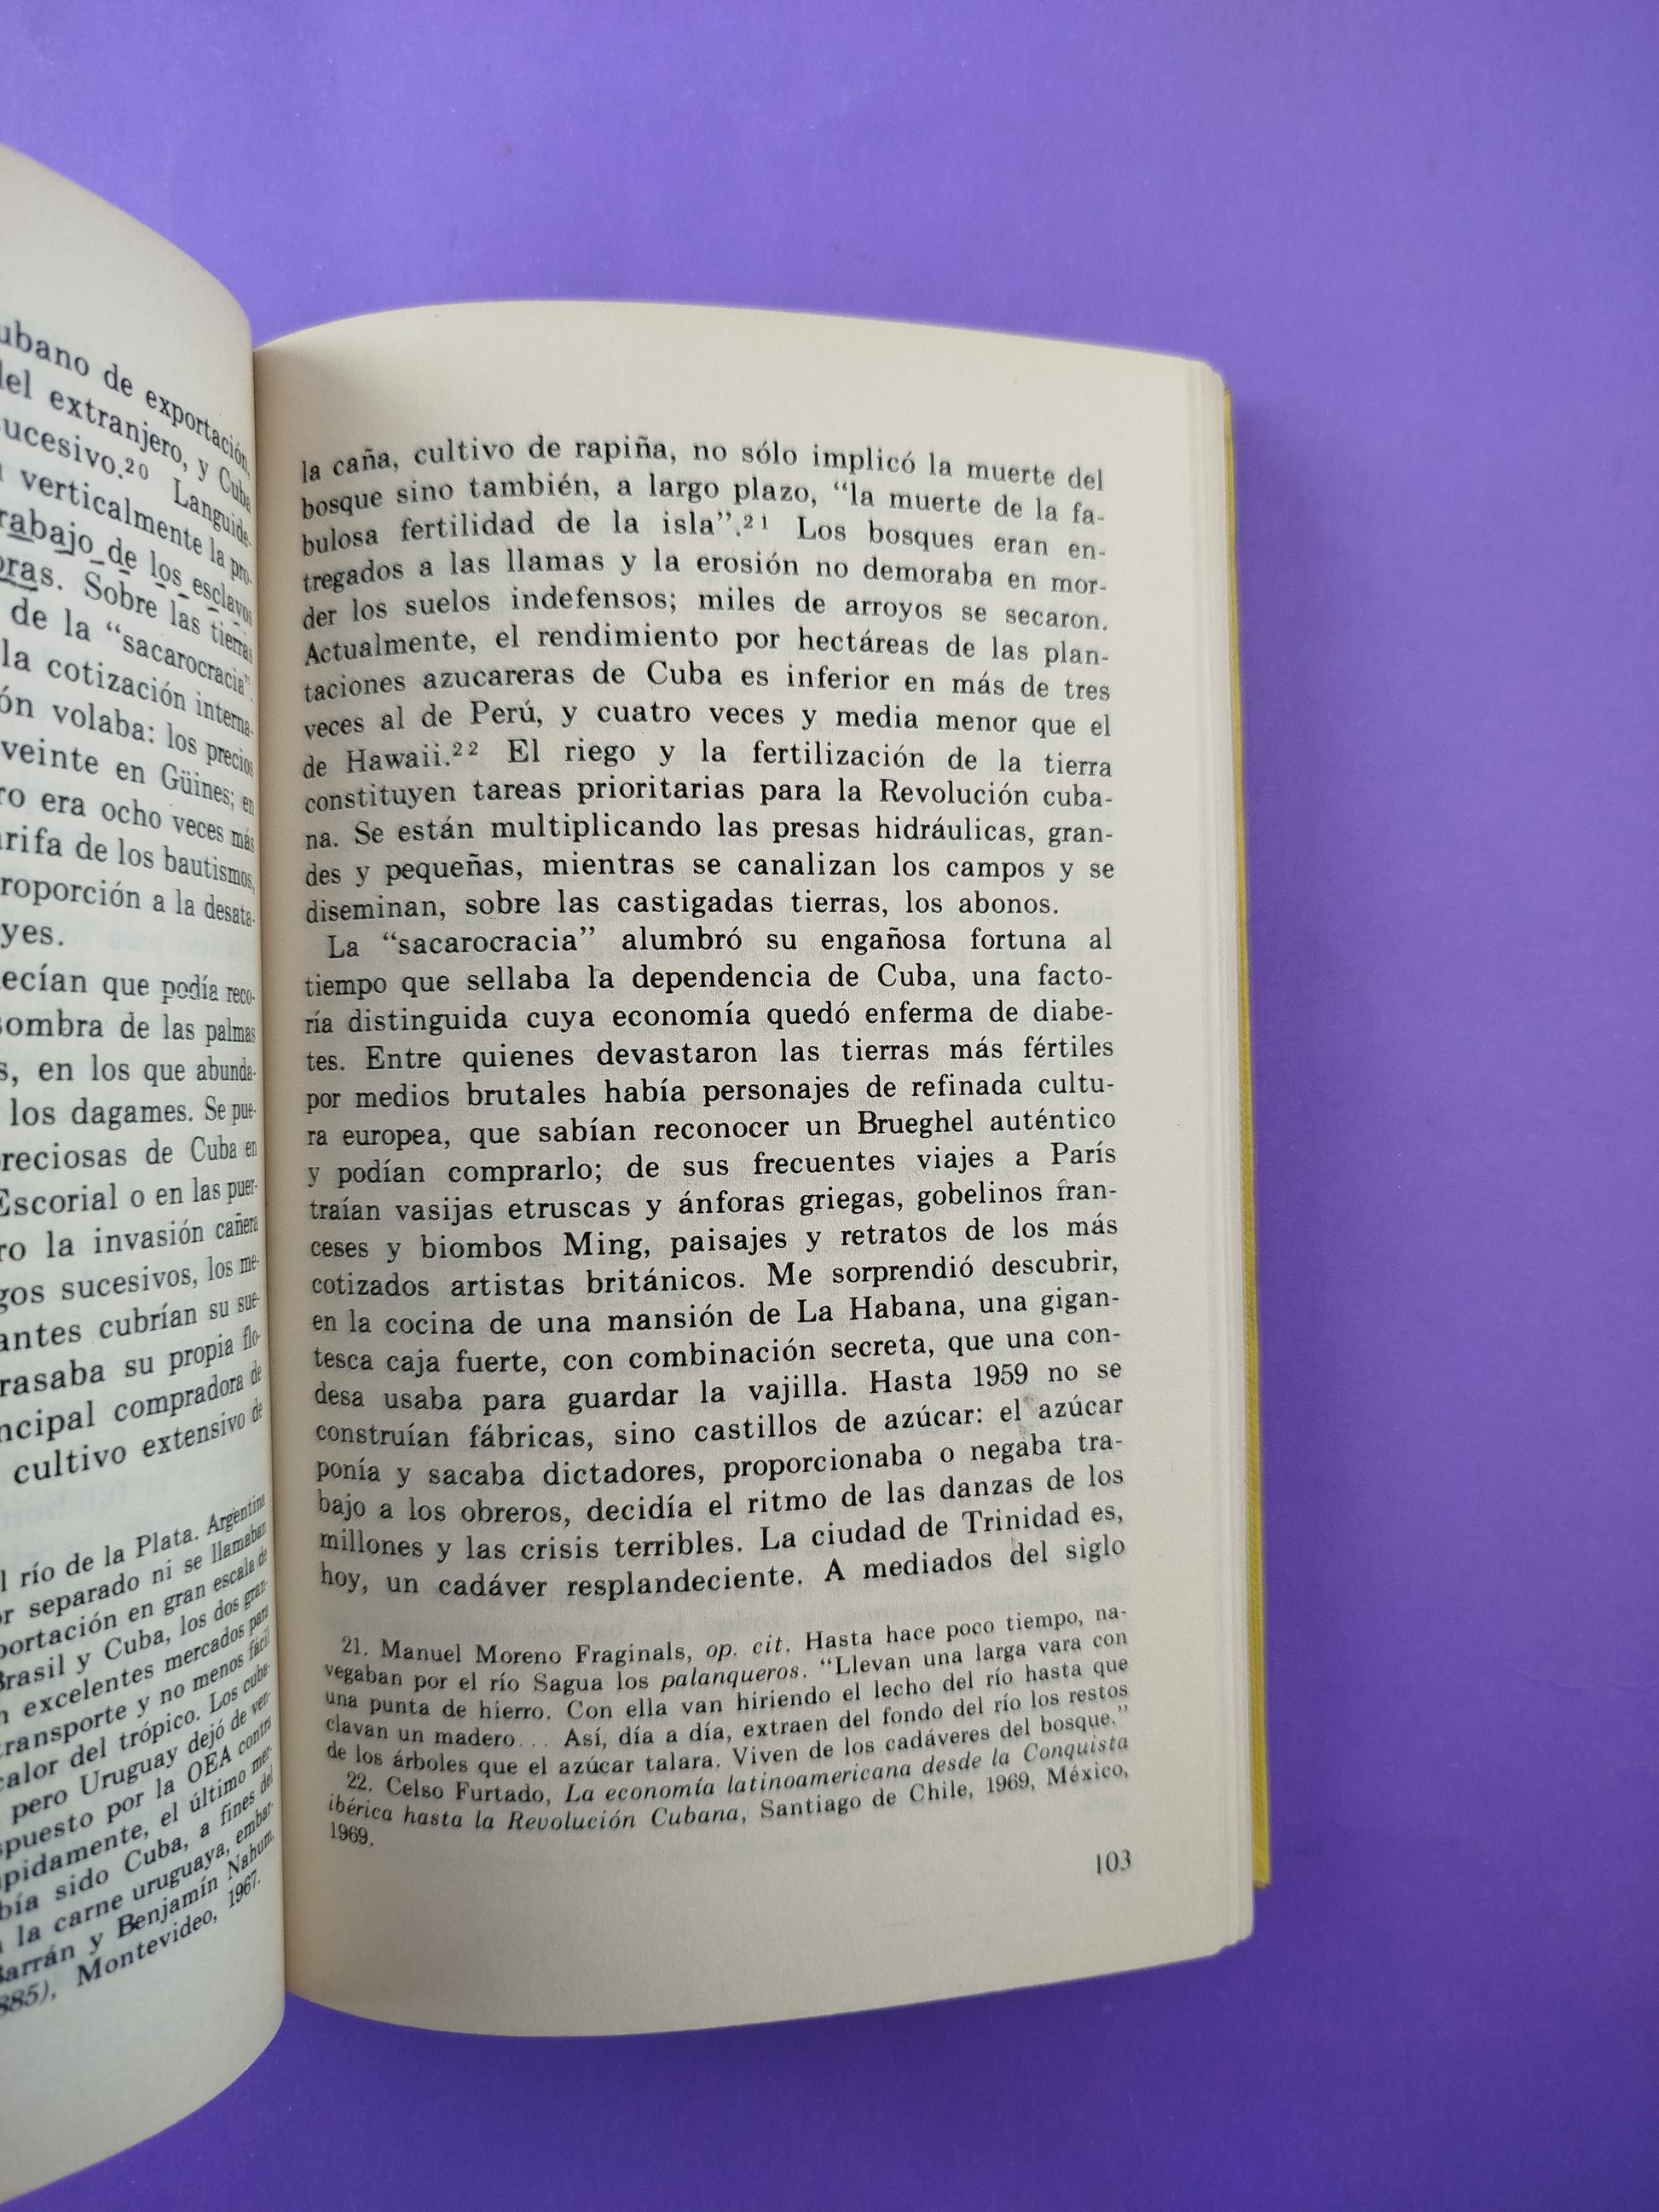 ubano de exportación,
del extranjero, y Cuba
sucesivo.²⁰ Languide-
verticalmente la pro-
rabajo de los esclavos
oras. Sobre las tierras
de la “sacarocracia”.
la cotización interna-
ón volaba: los precios
veinte en Güines; en
ro era ocho veces más
arifa de los bautismos,
roporción a la desata-
yes.
ecían que podía reco-
sombra de las palmas
s, en los que abunda-
los dagames. Se pue-
reciosas de Cuba en
Escorial o en las puer-
ro la invasión cañera
gos sucesivos, los me-
antes cubrían su sue-
rasaba su propia flo-
ncipal compradora de
cultivo extensivo de
l río de la Plata. Argentina
or separado ni se llamaban
portación en gran escala de
Brasil y Cuba, los dos gran-
n excelentes mercados para
transporte y no menos fácil
calor del trópico. Los cube-
pero Uruguay dejó de ven-
spuesto por la OEA contra
pidamente, el último mer-
bía sido Cuba, a fines del
la carne uruguaya, embar-
Barrán y Benjamín Nahum,
885), Montevideo, 1967.
la caña, cultivo de rapiña, no sólo implicó la muerte del
bosque sino también, a largo plazo, “la muerte de la fa-
bulosa fertilidad de la isla”.²¹ Los bosques eran en-
tregados a las llamas y la erosión no demoraba en mor-
der los suelos indefensos; miles de arroyos se secaron.
Actualmente, el rendimiento por hectáreas de las plan-
taciones azucareras de Cuba es inferior en más de tres
veces al de Perú, y cuatro veces y media menor que el
de Hawaii.²² El riego y la fertilización de la tierra
constituyen tareas prioritarias para la Revolución cuba-
na. Se están multiplicando las presas hidráulicas, gran-
des y pequeñas, mientras se canalizan los campos y se
diseminan, sobre las castigadas tierras, los abonos.
La “sacarocracia” alumbró su engañosa fortuna al
tiempo que sellaba la dependencia de Cuba, una facto-
ría distinguida cuya economía quedó enferma de diabe-
tes. Entre quienes devastaron las tierras más fértiles
por medios brutales había personajes de refinada cultu-
ra europea, que sabían reconocer un Brueghel auténtico
y podían comprarlo; de sus frecuentes viajes a París
traían vasijas etruscas y ánforas griegas, gobelinos fran-
ceses y biombos Ming, paisajes y retratos de los más
cotizados artistas británicos. Me sorprendió descubrir,
en la cocina de una mansión de La Habana, una gigan-
tesca caja fuerte, con combinación secreta, que una con-
desa usaba para guardar la vajilla. Hasta 1959 no se
construían fábricas, sino castillos de azúcar: el azúcar
ponía y sacaba dictadores, proporcionaba o negaba tra-
bajo a los obreros, decidía el ritmo de las danzas de los
millones y las crisis terribles. La ciudad de Trinidad es,
hoy, un cadáver resplandeciente. A mediados del siglo
21. Manuel Moreno Fraginals, op. cit. Hasta hace poco tiempo, na-
vegaban por el río Sagua los palanqueros. “Llevan una larga vara con
una punta de hierro. Con ella van hiriendo el lecho del río hasta que
clavan un madero... Así, día a día, extraen del fondo del río los restos
de los árboles que el azúcar talara. Viven de los cadáveres del bosque.”
22. Celso Furtado, La economía latinoamericana desde la Conquista
ibérica hasta la Revolución Cubana, Santiago de Chile, 1969, México,
1969.
103